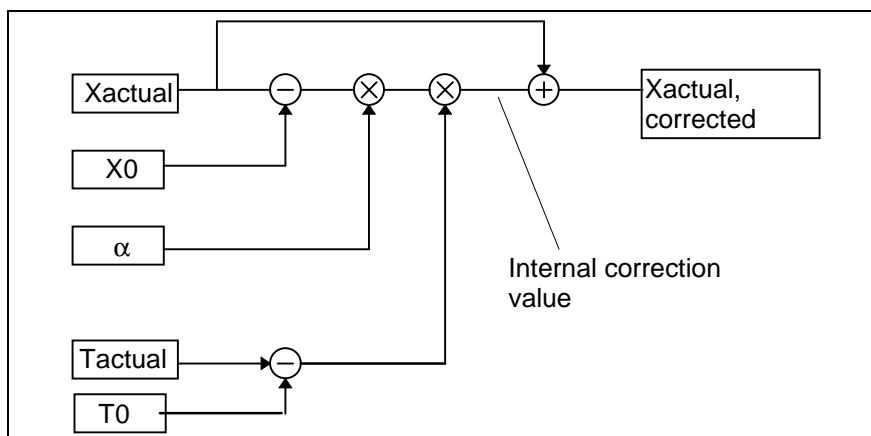 Xactual
Xactual,
corrected
X0
α
Internal correction
value
Tactual
T0